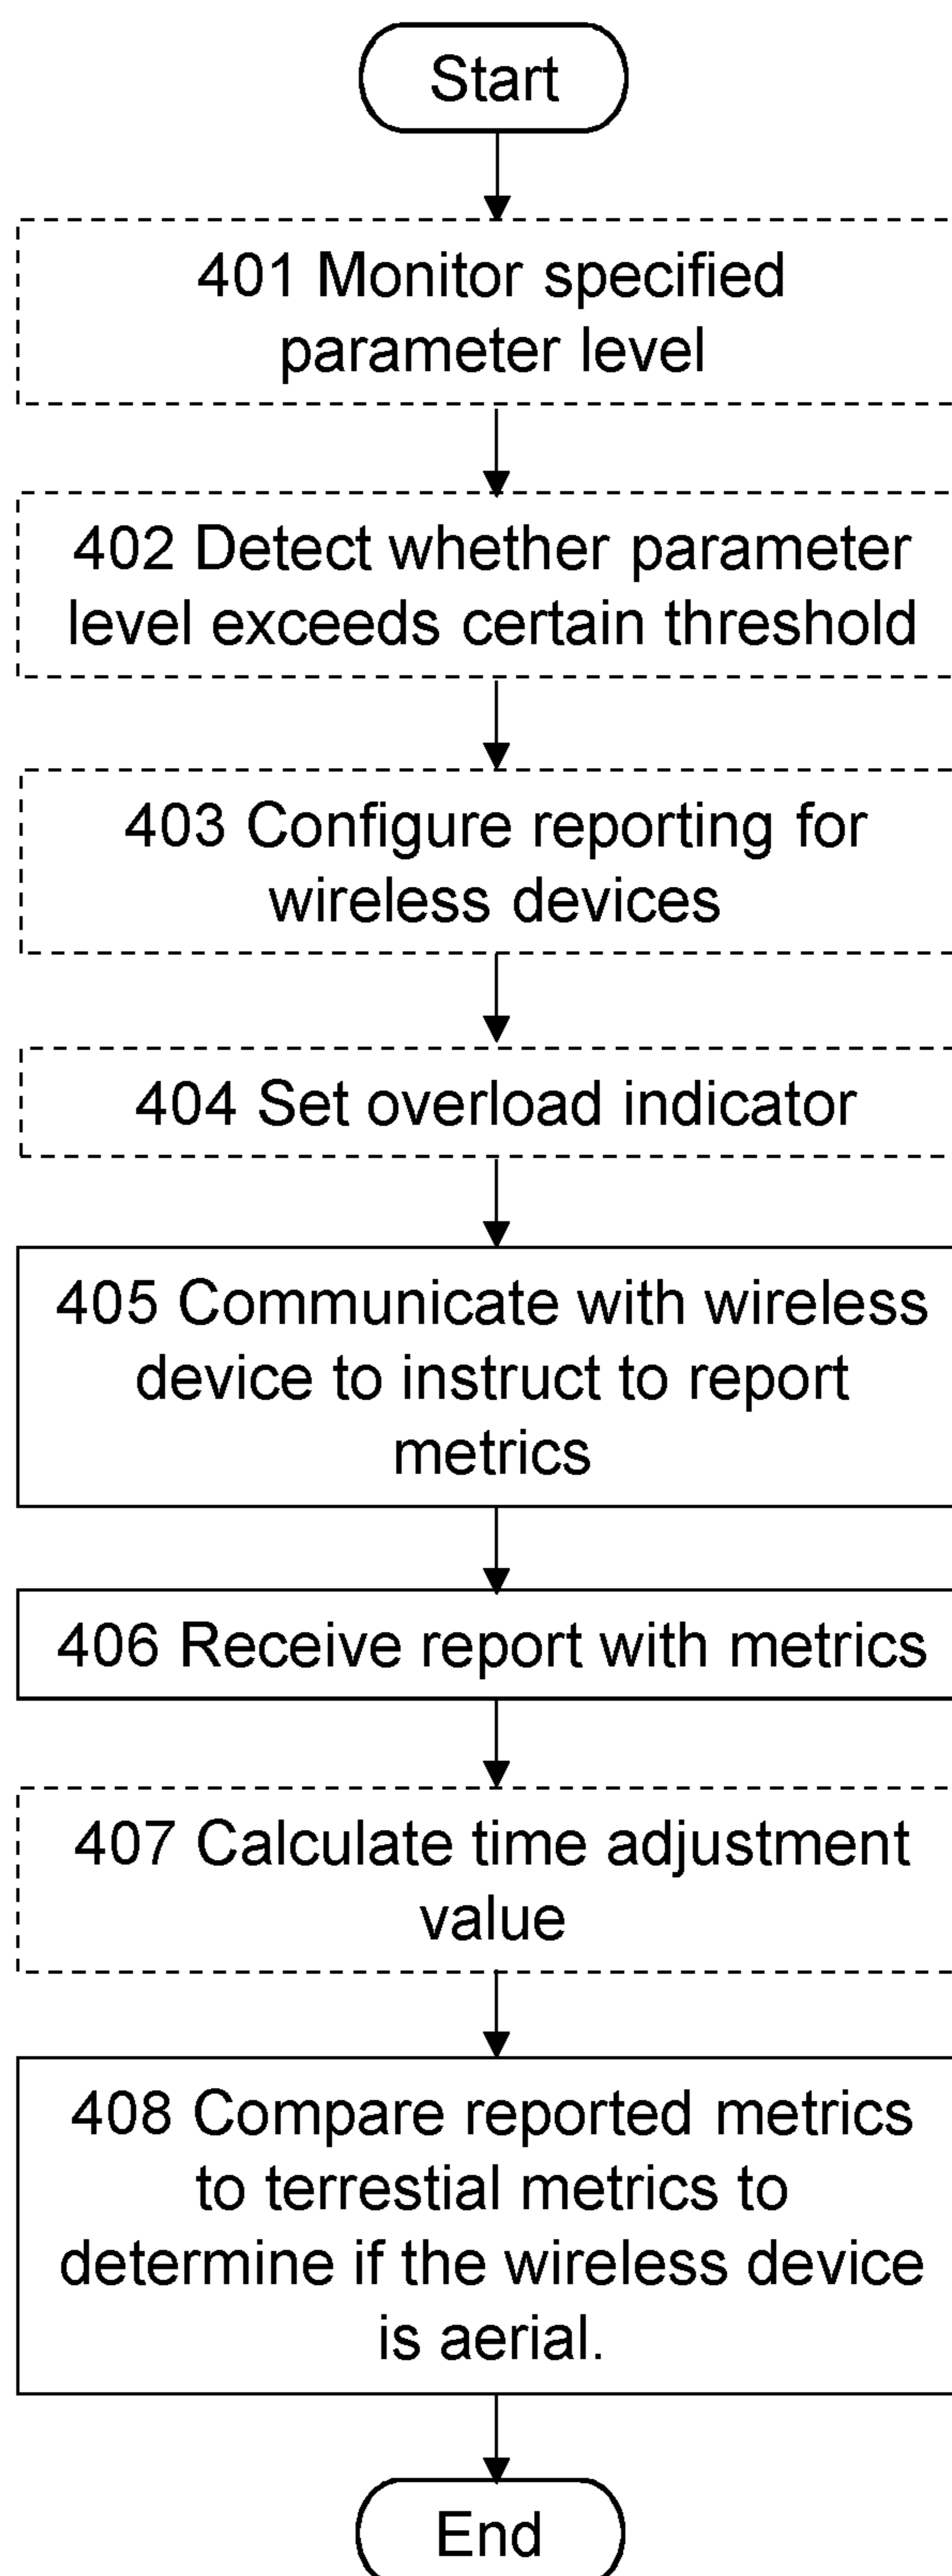 Start
401 Monitor specified
parameter level
402 Detect whether parameter
level exceeds certain threshold
403 Configure reporting for
wireless devices
404 Set overload indicator
405 Communicate with wireless
device to instruct to report
metrics
406 Receive report with metrics
407 Calculate time adjustment
value
408 Compare reported metrics
to terrestial metrics to
determine if the wireless device
is aerial.
End